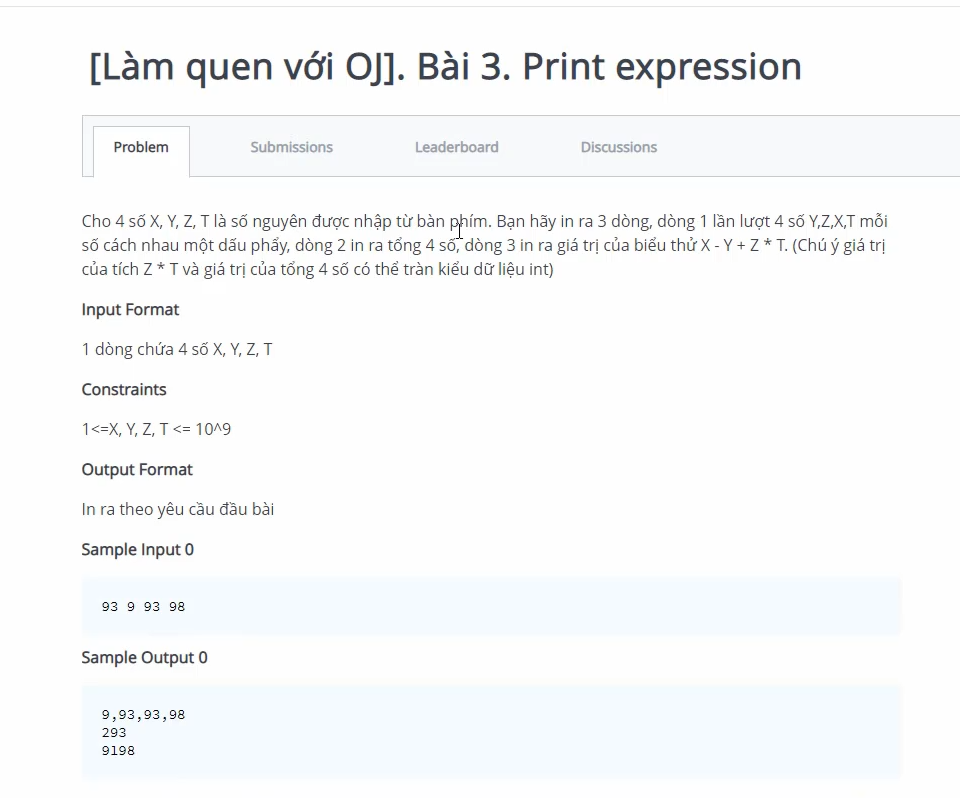 [Làm quen với OJ]. Bài 3. Print expression
Problem Submissions Leaderboard Discussions
Cho 4 số X, Y, Z, T là số nguyên được nhập từ bàn phím. Bạn hãy in ra 3 dòng, dòng 1 lần lượt 4 số Y,Z,X,T mỗi
số cách nhau một dấu phẩy, dòng 2 in ra tổng 4 số, dòng 3 in ra giá trị của biểu thử X - Y + Z * T. (Chú ý giá trị
của tích Z * T và giá trị của tổng 4 số có thể tràn kiểu dữ liệu int)
Input Format
1 dòng chứa 4 số X, Y, Z, T
Constraints
1<=X, Y, Z, T <= 10^9
Output Format
In ra theo yêu cầu đầu bài
Sample Input 0
93 9 93 98
Sample Output 0
9,93,93,98
293
9198